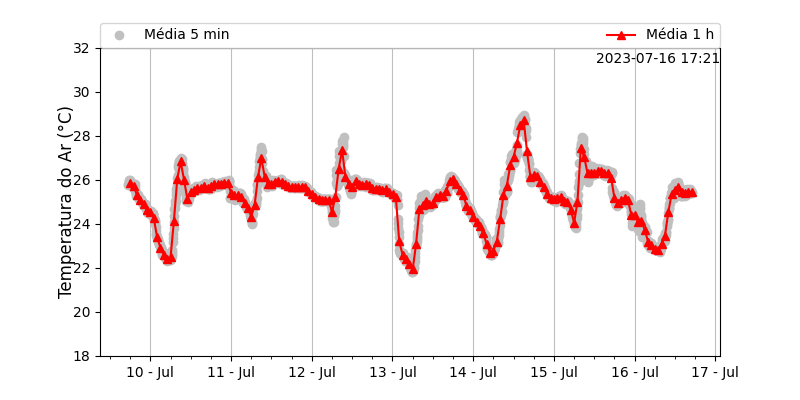 Média 5 min
Média 1 h
2023-07-16 17:21
Temperatura do Ar (°C)
32
30
28
26
24
22
20
18
10 - Jul
11 - Jul
12 - Jul
13 - Jul
14 - Jul
15 - Jul
16 - Jul
17 - Jul